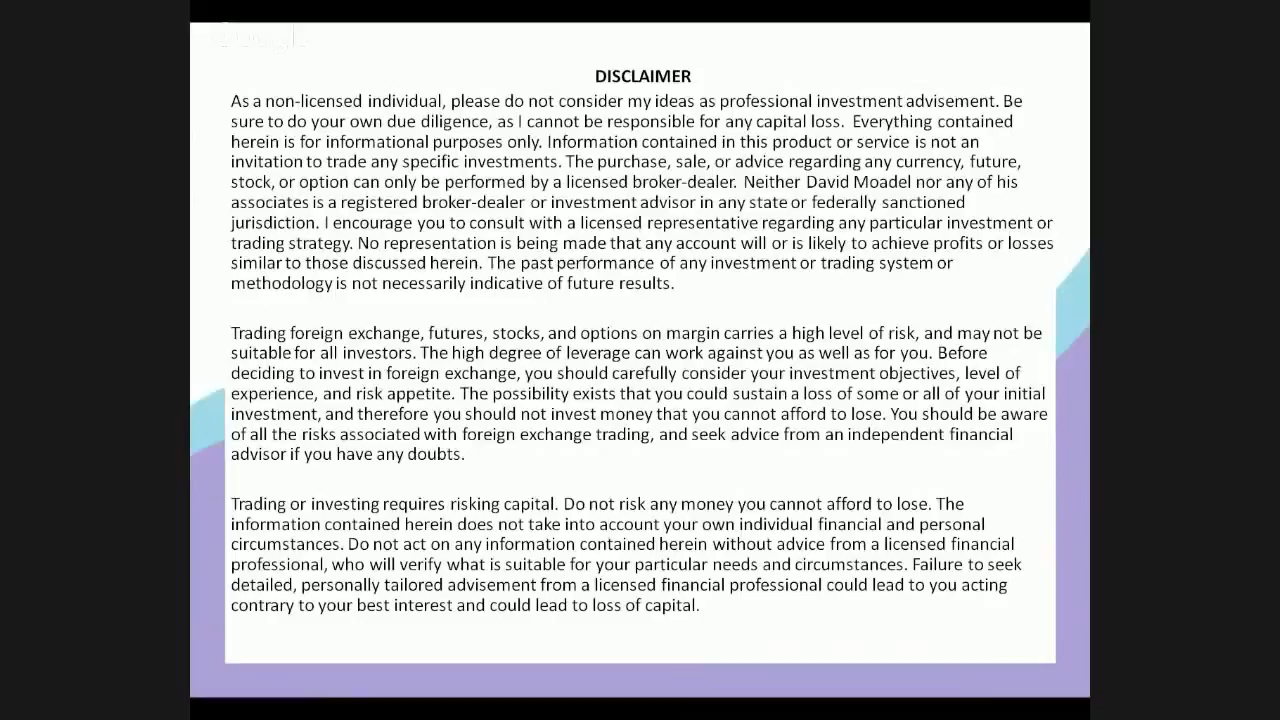 DISCLAIMER
As a non-licensed individual, please do not consider my ideas as professional investment advisement. Be
sure to do your own due diligence, as I cannot be responsible for any capital loss. Everything contained
herein is for informational purposes only. Information contained in this product or service is not an
invitation to trade any specific investments. The purchase, sale, or advice regarding any currency, future,
stock, or option can only be performed by a licensed broker-dealer. Neither David Moadel nor any of his
associates is a registered broker-dealer or investment advisor in any state or federally sanctioned
jurisdiction. I encourage you to consult with a licensed representative regarding any particular investment or
trading strategy. No representation is being made that any account will or is likely to achieve profits or losses
similar to those discussed herein. The past performance of any investment or trading system or
methodology is not necessarily indicative of future results.
Trading foreign exchange, futures, stocks, and options on margin carries a high level of risk, and may not be
suitable for all investors. The high degree of leverage can work against you as well as for you. Before
deciding to invest in foreign exchange, you should carefully consider your investment objectives, level of
experience, and risk appetite. The possibility exists that you could sustain a loss of some or all of your initial
investment, and therefore you should not invest money that you cannot afford to lose. You should be aware
of all the risks associated with foreign exchange trading, and seek advice from an independent financial
advisor if you have any doubts.
Trading or investing requires risking capital. Do not risk any money you cannot afford to lose. The
information contained herein does not take into account your own individual financial and personal
circumstances. Do not act on any information contained herein without advice from a licensed financial
professional, who will verify what is suitable for your particular needs and circumstances. Failure to seek
detailed, personally tailored advisement from a licensed financial professional could lead to you acting
contrary to your best interest and could lead to loss of capital.